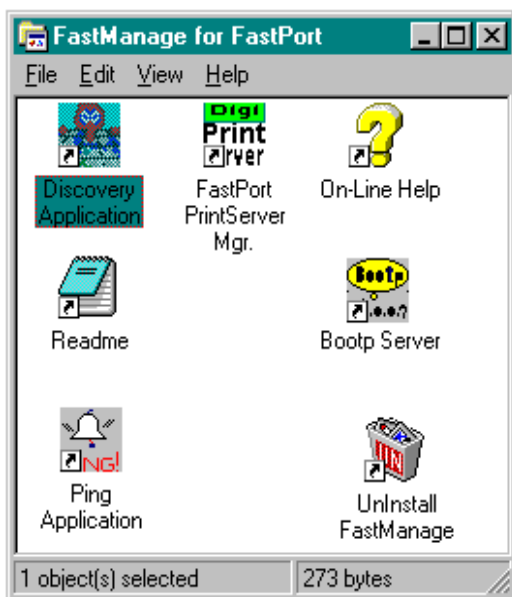 FastManage for FastPort
File Edit View Help
Digi
Print
rver
Discovery
Application
FastPort
PrintServer
Mgr.
On-Line Help
Bootp
Readme
Bootp Server
NG!
UN
Ping
Application
UnInstall
FastManage
1 object(s) selected
273 bytes